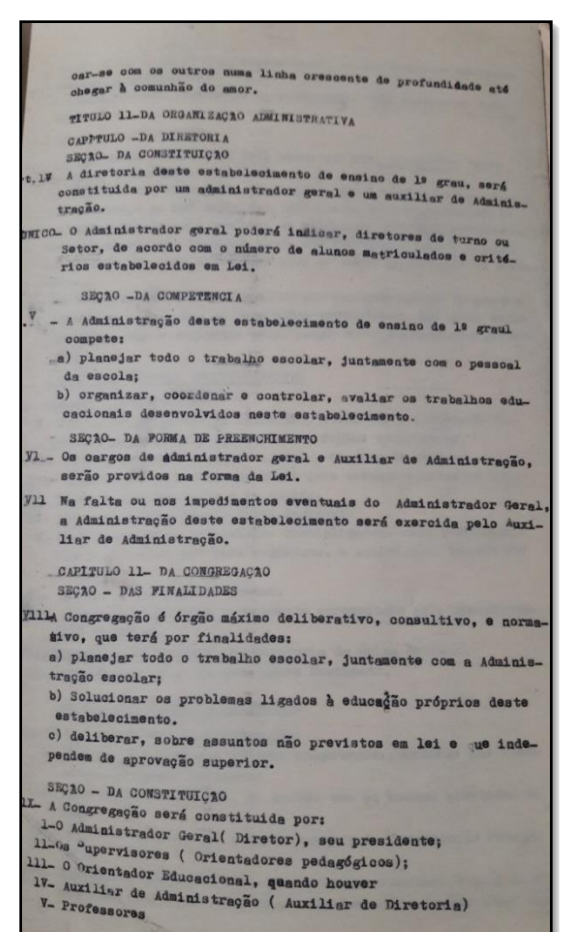 car-se com os outros numa linha crescente de profundidade até
chegar à comunhão do amor.
TITULO 11-DA ORGANIZAÇÃO ADMINISTRATIVA
CAPÍTULO -DA DIRETORIA
SEÇÃO- DA CONSTITUIÇÃO
t.1V A diretoria deste estabelecimento de ensino de 1º grau, será
constituida por um administrador geral e um auxiliar de Adminis-
tração.
ÚNICO- O Administrador geral poderá indicar, diretores de turno ou
Setor, de acordo com o número de alunos matriculados e crité-
rios estabelecidos em Lei.
SEÇÃO -DA COMPETENCIA
.V - A Administração deste estabelecimento de ensino de 1º graul
compete:
a) planejar todo o trabalho escolar, juntamente com o pessoal
da escola;
b) organizar, coordenar e controlar, avaliar os trabalhos edu-
cacionais desenvolvidos neste estabelecimento.
SEÇÃO- DA FORMA DE PREENCHIMENTO
V1 - Os cargos de administrador geral e Auxiliar de Administração,
serão providos na forma da Lei.
V11 Na falta ou nos impedimentos eventuais do Administrador Geral,
a Administração deste estabelecimento será exercida pelo Auxi-
liar de Administração.
CAPÍTULO 11- DA CONGREGAÇÃO
SEÇÃO - DAS FINALIDADES
V111A Congregação é órgão máximo deliberativo, consultivo, e norma-
tivo, que terá por finalidades:
a) planejar todo o trabalho escolar, juntamente com a Adminis-
tração escolar;
b) Solucionar os problemas ligados à educação próprios deste
estabelecimento.
c) deliberar, sobre assuntos não previstos em lei e que inde-
pendem de aprovação superior.
SEÇÃO - DA CONSTITUIÇÃO
1X- A Congregação será constituida por:
1-O Administrador Geral( Diretor), seu presidente;
11-Os Supervisores ( Orientadores pedagógicos);
111- O Orientador Educacional, quando houver
1V- Auxiliar de Administração ( Auxiliar de Diretoria)
V- Professores